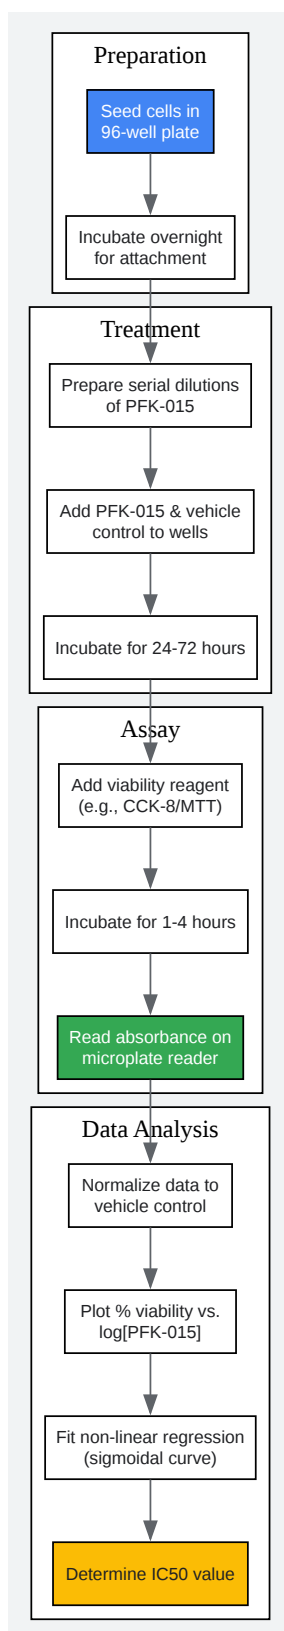 Preparation
Seed cells in
96-well plate
Incubate overnight
for attachment
Treatment
Prepare serial dilutions
of PFK-015
Add PFK-015 & vehicle
control to wells
Incubate for 24-72 hours
Assay
Add viability reagent
(e.g., CCK-8/MTT)
Incubate for 1-4 hours
Read absorbance on
microplate reader
Data Analysis
Normalize data to
vehicle control
Plot % viability vs.
log[PFK-015]
Fit non-linear regression
(sigmoidal curve)
Determine IC50 value